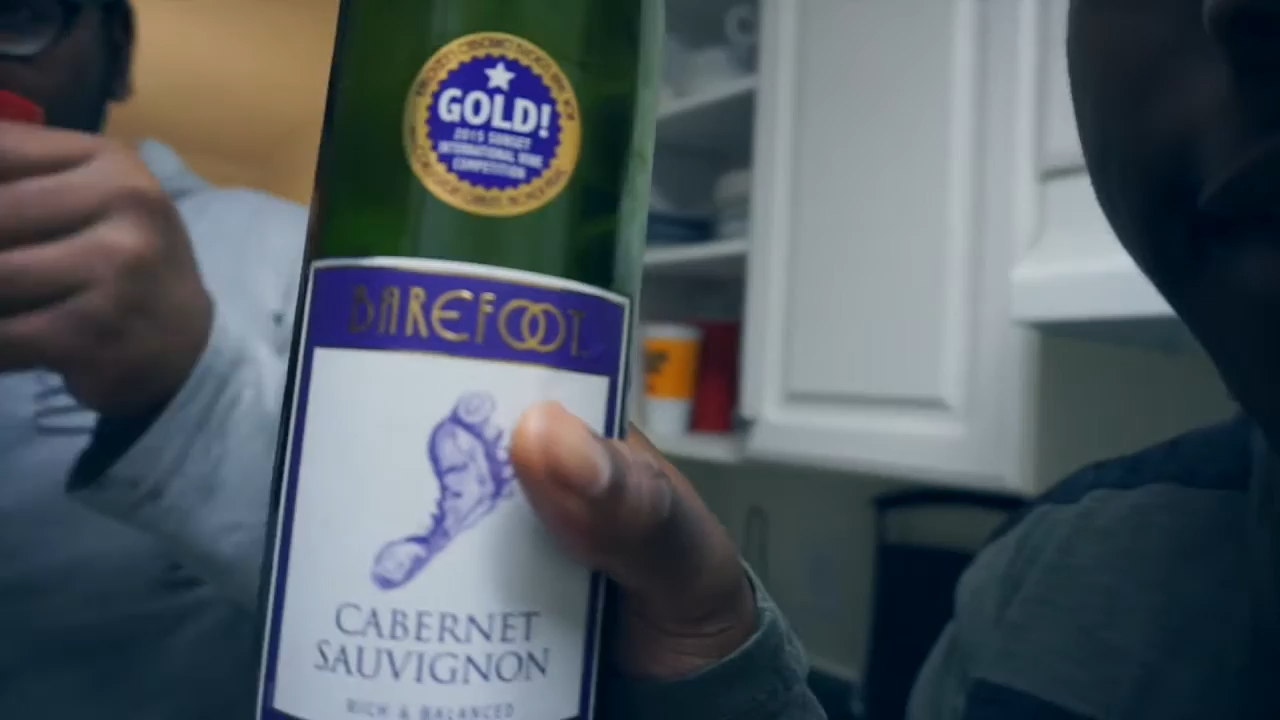 GOLD!
2015 SUNSET
INTERNATIONAL WINE
COMPETITION
BAREFOOT
CABERNET
SAUVIGNON
RICH & BALANCED